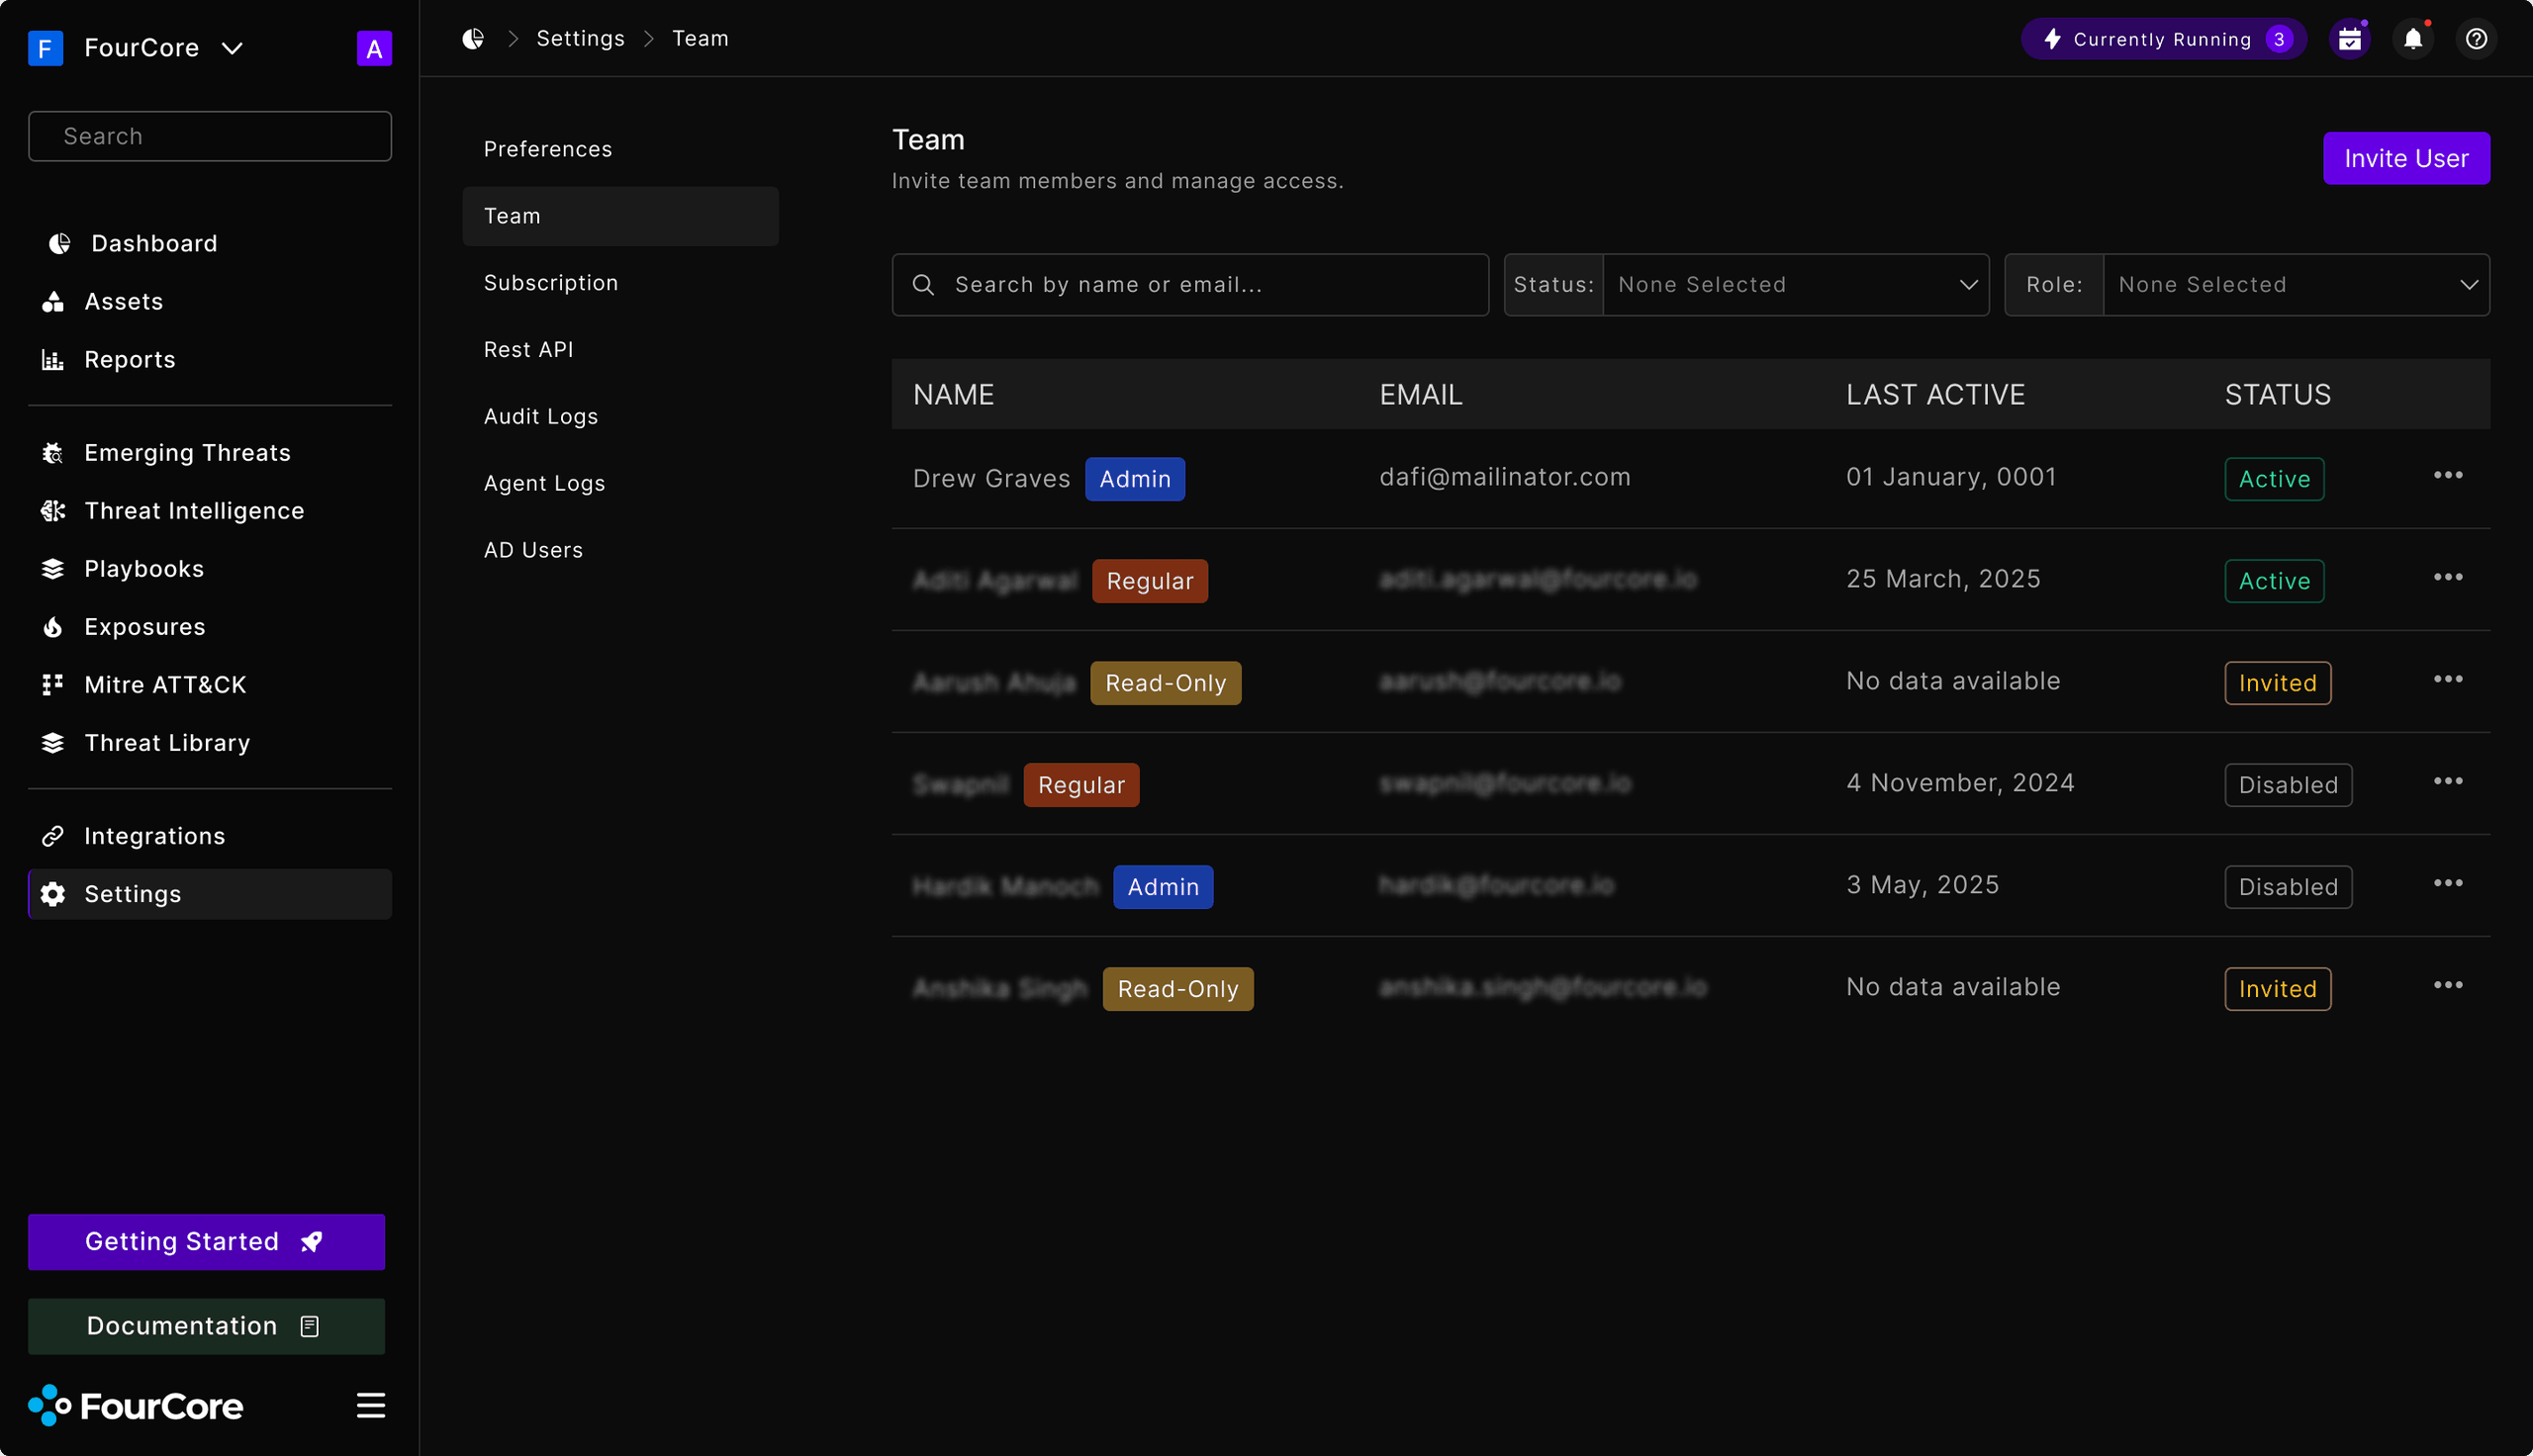 F FourCore A
Search
Dashboard
Assets
Reports
Emerging Threats
Threat Intelligence
Playbooks
Exposures
Mitre ATT&CK
Threat Library
Integrations
Settings
Getting Started
Documentation
FourCore
Settings Team
Currently Running 3
Preferences
Team
Subscription
Rest API
Audit Logs
Agent Logs
AD Users
Team
Invite team members and manage access.
Invite User
Search by name or email... Status: None Selected Role: None Selected
NAME EMAIL LAST ACTIVE STATUS
Drew Graves Admin dafi@mailinator.com 01 January, 0001 Active
Regular 25 March, 2025 Active
Read-Only No data available Invited
Regular 4 November, 2024 Disabled
Admin 3 May, 2025 Disabled
Read-Only No data available Invited